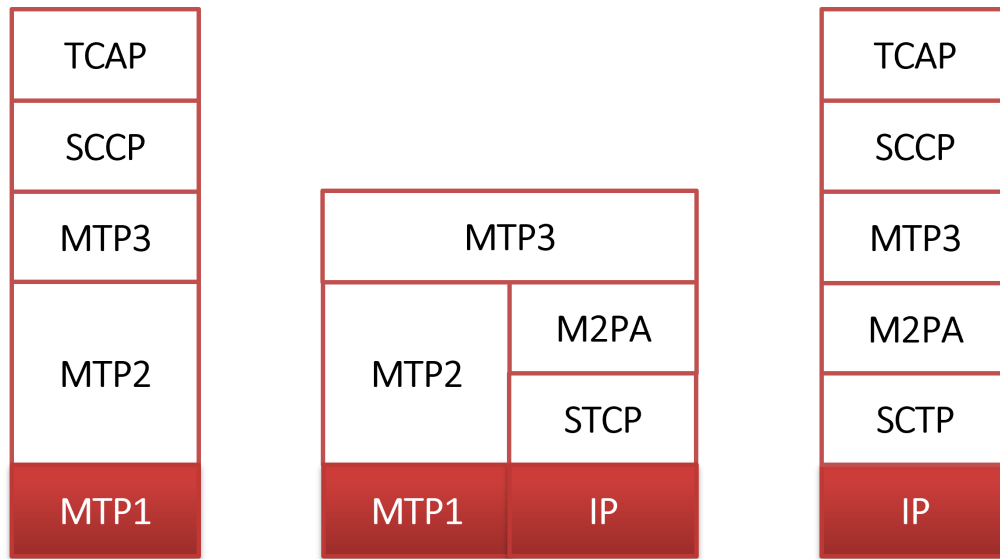 TCAP
SCCP
MTP3
MTP2
MTP1
MTP3
MTP2
M2PA
STCP
MTP1
IP
TCAP
SCCP
MTP3
M2PA
SCTP
IP